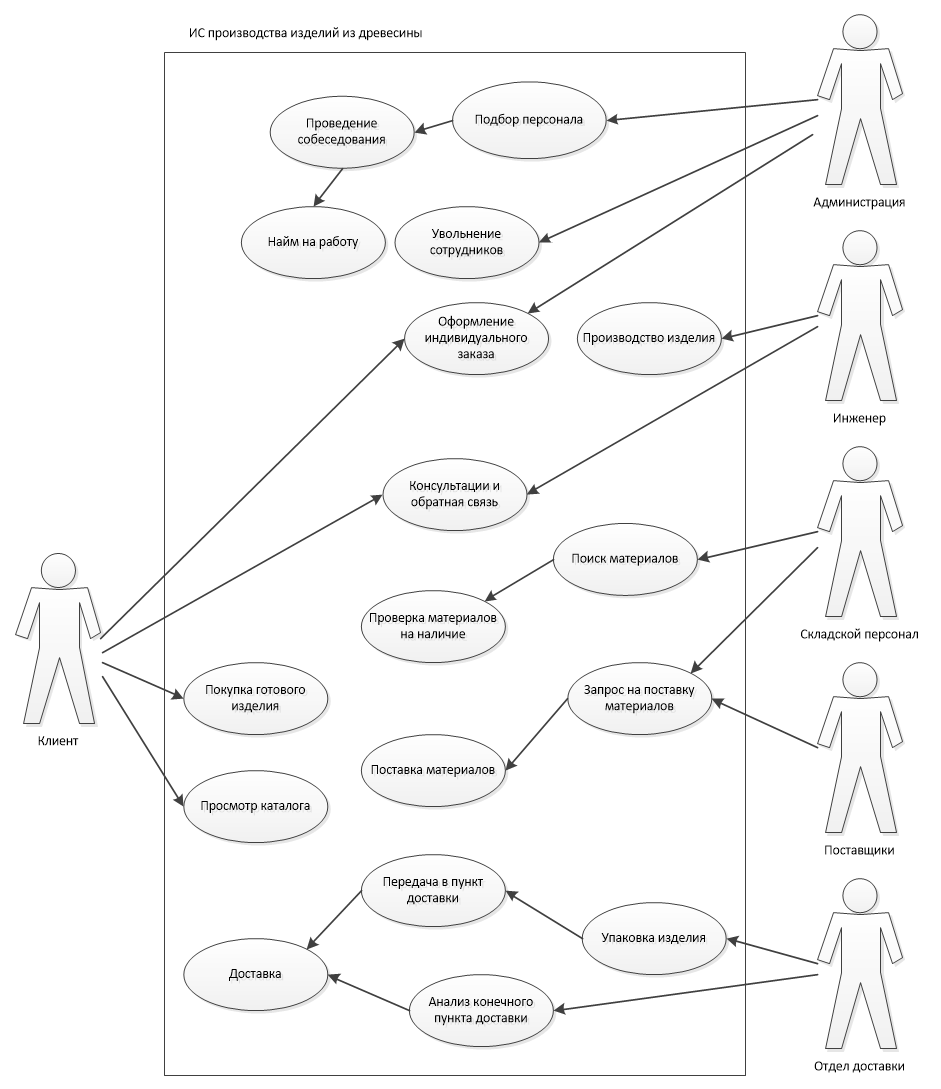 ИС производства изделий из древесины
Проведение
собеседования
Подбор персонала
Администрация
Найм на работу
Увольнение
сотрудников
Оформление
индивидуального
заказа
Производство изделия
Инженер
Консультации и
обратная связь
Поиск материалов
Проверка материалов
на наличие
Складской персонал
Покупка готового
изделия
Запрос на поставку
материалов
Клиент
Поставка материалов
Просмотр каталога
Поставщики
Передача в пункт
доставки
Упаковка изделия
Доставка
Анализ конечного
пункта доставки
Отдел доставки